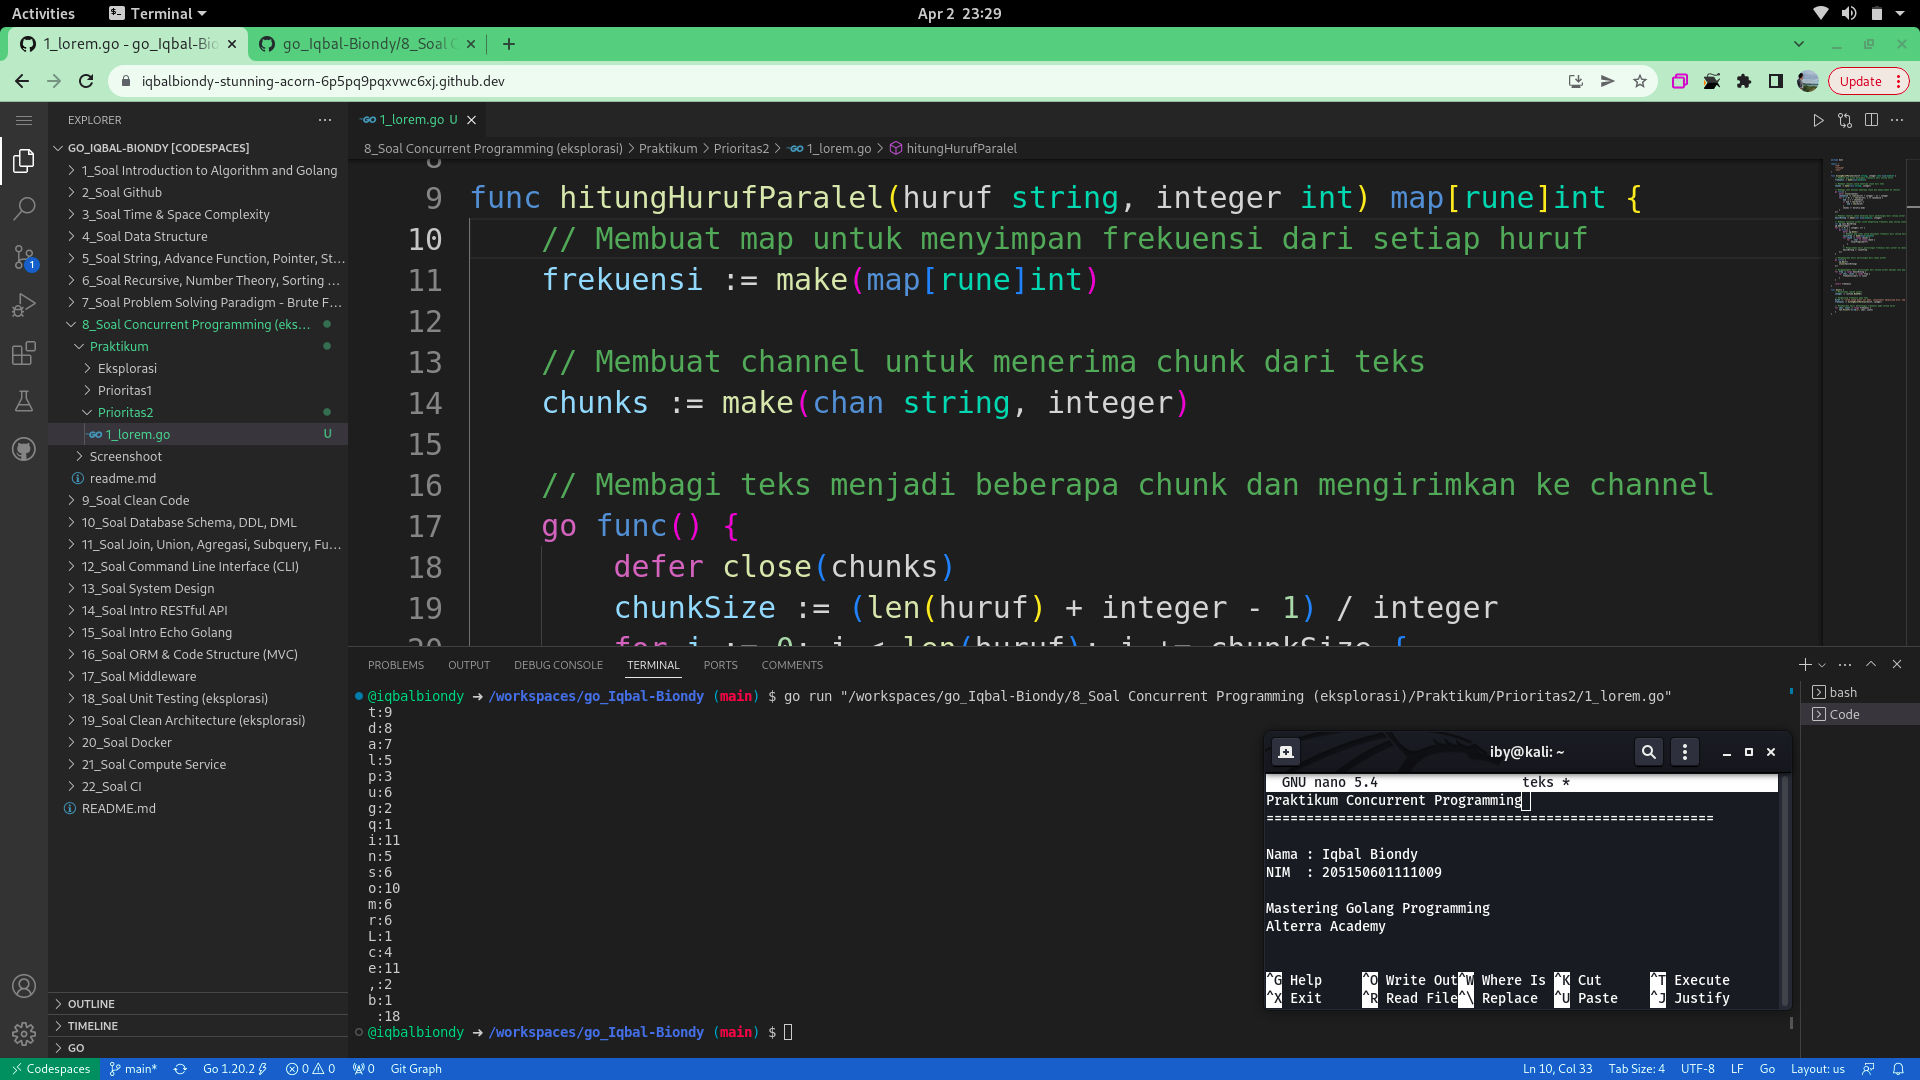 Activities
Terminal
Apr 2 23:29
1_lorem.go - go_Iqbal-Bio
go_Iqbal-Biondy/8_Soal C
iqbalbiondy-stunning-acorn-6p5pq9pqxvwc6xj.github.dev
Update
EXPLORER
GO_IQBAL-BIONDY [CODESPACES]
1_Soal Introduction to Algorithm and Golang
2_Soal Github
3_Soal Time & Space Complexity
4_Soal Data Structure
5_Soal String, Advance Function, Pointer, St...
6_Soal Recursive, Number Theory, Sorting ...
7_Soal Problem Solving Paradigm - Brute F...
8_Soal Concurrent Programming (eks...
Praktikum
Eksplorasi
Prioritas1
Prioritas2
1_lorem.go U
Screenshoot
readme.md
9_Soal Clean Code
10_Soal Database Schema, DDL, DML
11_Soal Join, Union, Agregasi, Subquery, Fu...
12_Soal Command Line Interface (CLI)
13_Soal System Design
14_Soal Intro RESTful API
15_Soal Intro Echo Golang
16_Soal ORM & Code Structure (MVC)
17_Soal Middleware
18_Soal Unit Testing (eksplorasi)
19_Soal Clean Architecture (eksplorasi)
20_Soal Docker
21_Soal Compute Service
22_Soal CI
README.md
OUTLINE
TIMELINE
GO
1
1_lorem.go U
8_Soal Concurrent Programming (eksplorasi) > Praktikum > Prioritas2 > 1_lorem.go > hitungHurufParalel
8
9 func hitungHurufParalel(huruf string, integer int) map[rune]int {
10 // Membuat map untuk menyimpan frekuensi dari setiap huruf
11 frekuensi := make(map[rune]int)
12
13 // Membuat channel untuk menerima chunk dari teks
14 chunks := make(chan string, integer)
15
16 // Membagi teks menjadi beberapa chunk dan mengirimkan ke channel
17 go func() {
18 defer close(chunks)
19 chunkSize := (len(huruf) + integer - 1) / integer
20 for i := 0; i < len(huruf); i += chunkSize {
PROBLEMS OUTPUT DEBUG CONSOLE TERMINAL PORTS COMMENTS
bash
Code
@iqbalbiondy ➜ /workspaces/go_Iqbal-Biondy (main) $ go run "/workspaces/go_Iqbal-Biondy/8_Soal Concurrent Programming (eksplorasi)/Praktikum/Prioritas2/1_lorem.go"
t:9
d:8
a:7
l:5
p:3
u:6
g:2
q:1
i:11
n:5
s:6
o:10
m:6
r:6
L:1
c:4
e:11
,:2
b:1
 :18
@iqbalbiondy ➜ /workspaces/go_Iqbal-Biondy (main) $
iby@kali: ~
GNU nano 5.4 teks *
Praktikum Concurrent Programming
========================================================
Nama : Iqbal Biondy
NIM : 205150601111009
Mastering Golang Programming
Alterra Academy
^G Help ^O Write Out ^W Where Is ^K Cut ^T Execute
^X Exit ^R Read File ^\ Replace ^U Paste ^J Justify
Codespaces main* Go 1.20.2 0 0 0 Git Graph Ln 10, Col 33 Tab Size: 4 UTF-8 LF Go Layout: us